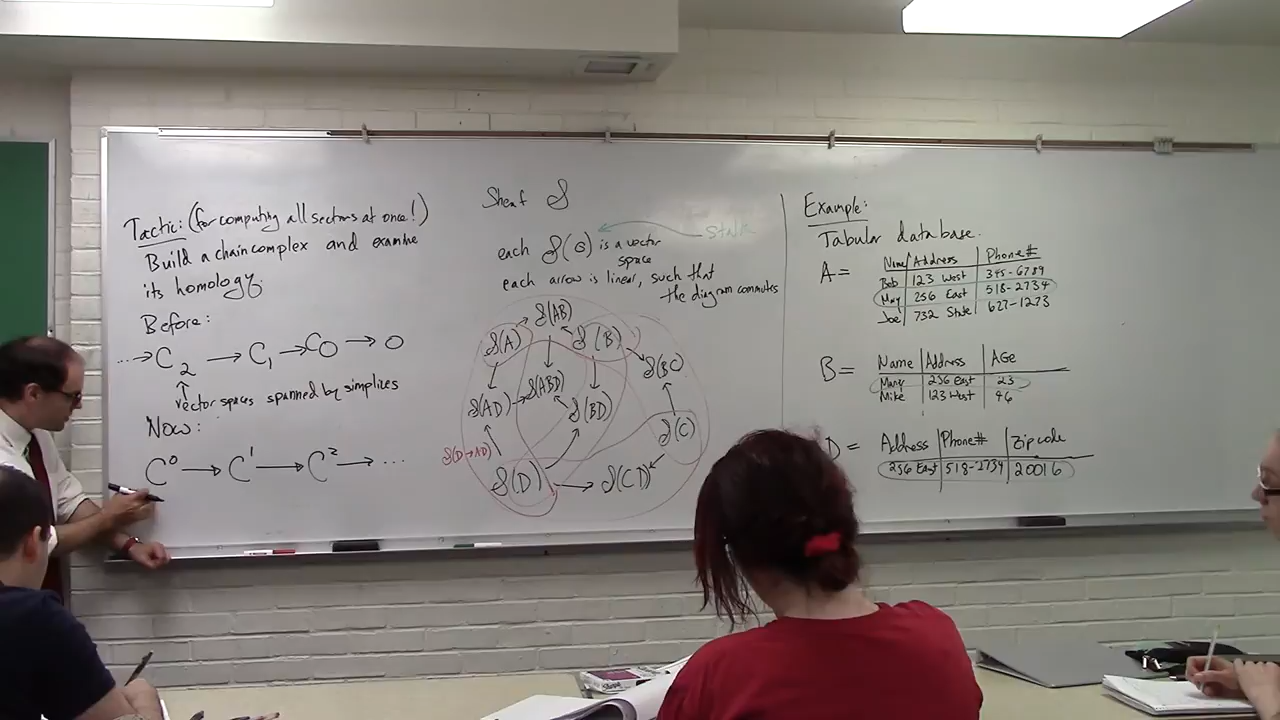 Tactic: (for computing all sections at once!)
Build a chain complex and examine
its homology.
Before:
...→ C₂ → C₁ → C₀ → 0
vector spaces spanned by simplices
Now:
C⁰ → C¹ → C² → ...
Sheaf 𝒮
each 𝒮(σ) is a vector space
Stalk
each arrow is linear, such that
the diagram commutes
𝒮(AB)
𝒮(A) 𝒮(B)
𝒮(BC)
𝒮(ABD)
𝒮(AD) 𝒮(BD)
𝒮(C)
𝒮(D→AD)
𝒮(D) 𝒮(CD)
Example:
Tabular database.
A=
Name Address Phone#
Bob 123 West 345-6789
256 East 518-2734
Joe 732 State 627-1273
B=
Name Address Age
256 East 23
Mike 123 West 46
D=
Address Phone# Zip code
256 East 518-2734 20016